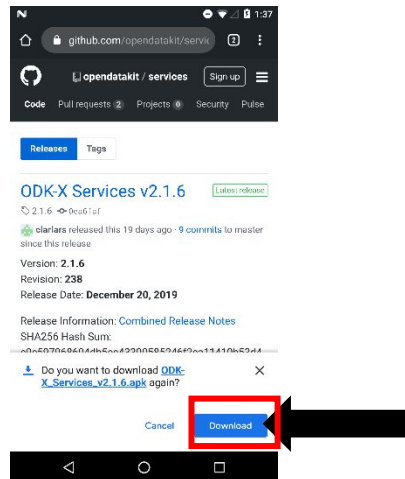 1:37
github.com/opendatakit/servic
2
opendatakit / services
Sign up
Code Pull requests 2 Projects 0 Security Pulse
Releases Tags
ODK-X Services v2.1.6
Latest release
2.1.6
clarlars released this 19 days ago · 9 commits to master
since this release
Version: 2.1.6
Revision: 238
Release Date: December 20, 2019
Release Information: Combined Release Notes
SHA256 Hash Sum:
Do you want to download ODK-
X_Services_v2.1.6.apk again?
Cancel Download